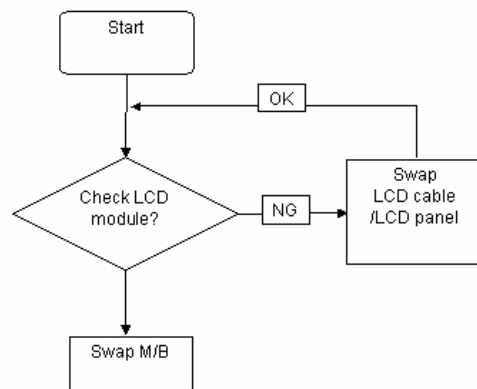 Start
OK
Check LCD
module?
NG
Swap
LCD cable
/LCD panel
Swap M/B